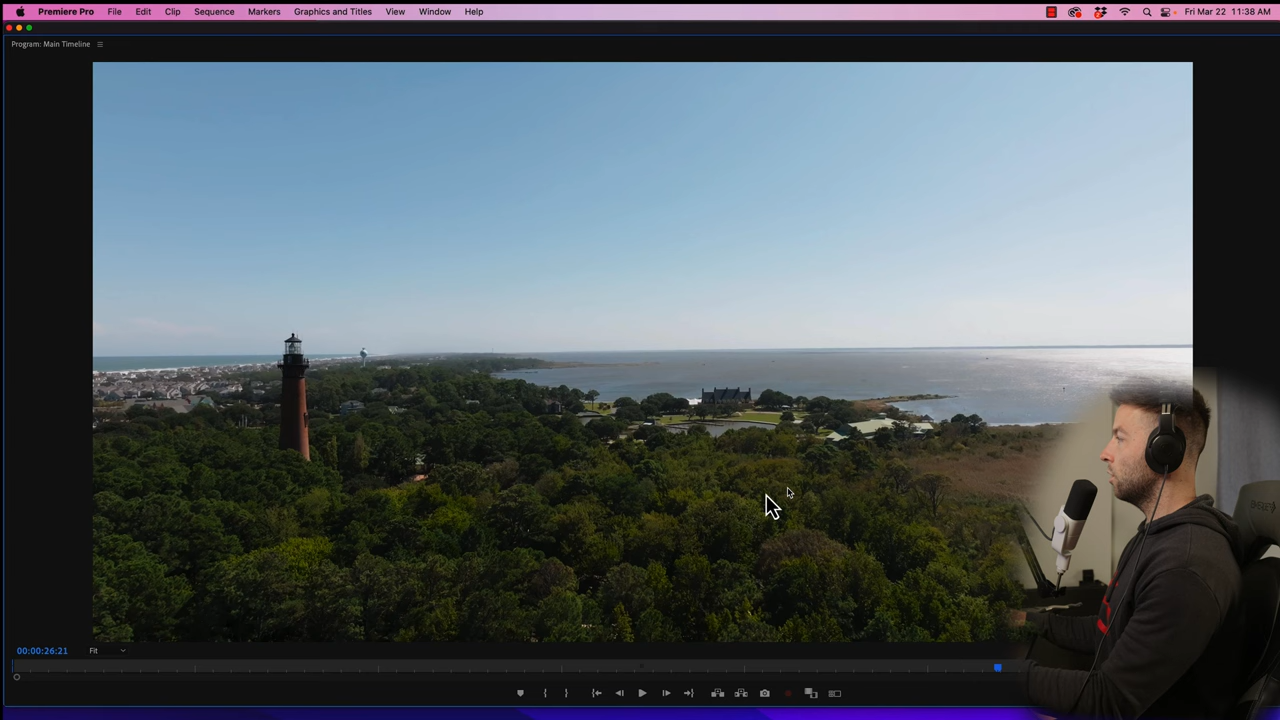 Premiere Pro File Edit Clip Sequence Markers Graphics and Titles View Window Help Fri Mar 22 11:38 AM
Program: Main Timeline
00:00:26:21 Fit